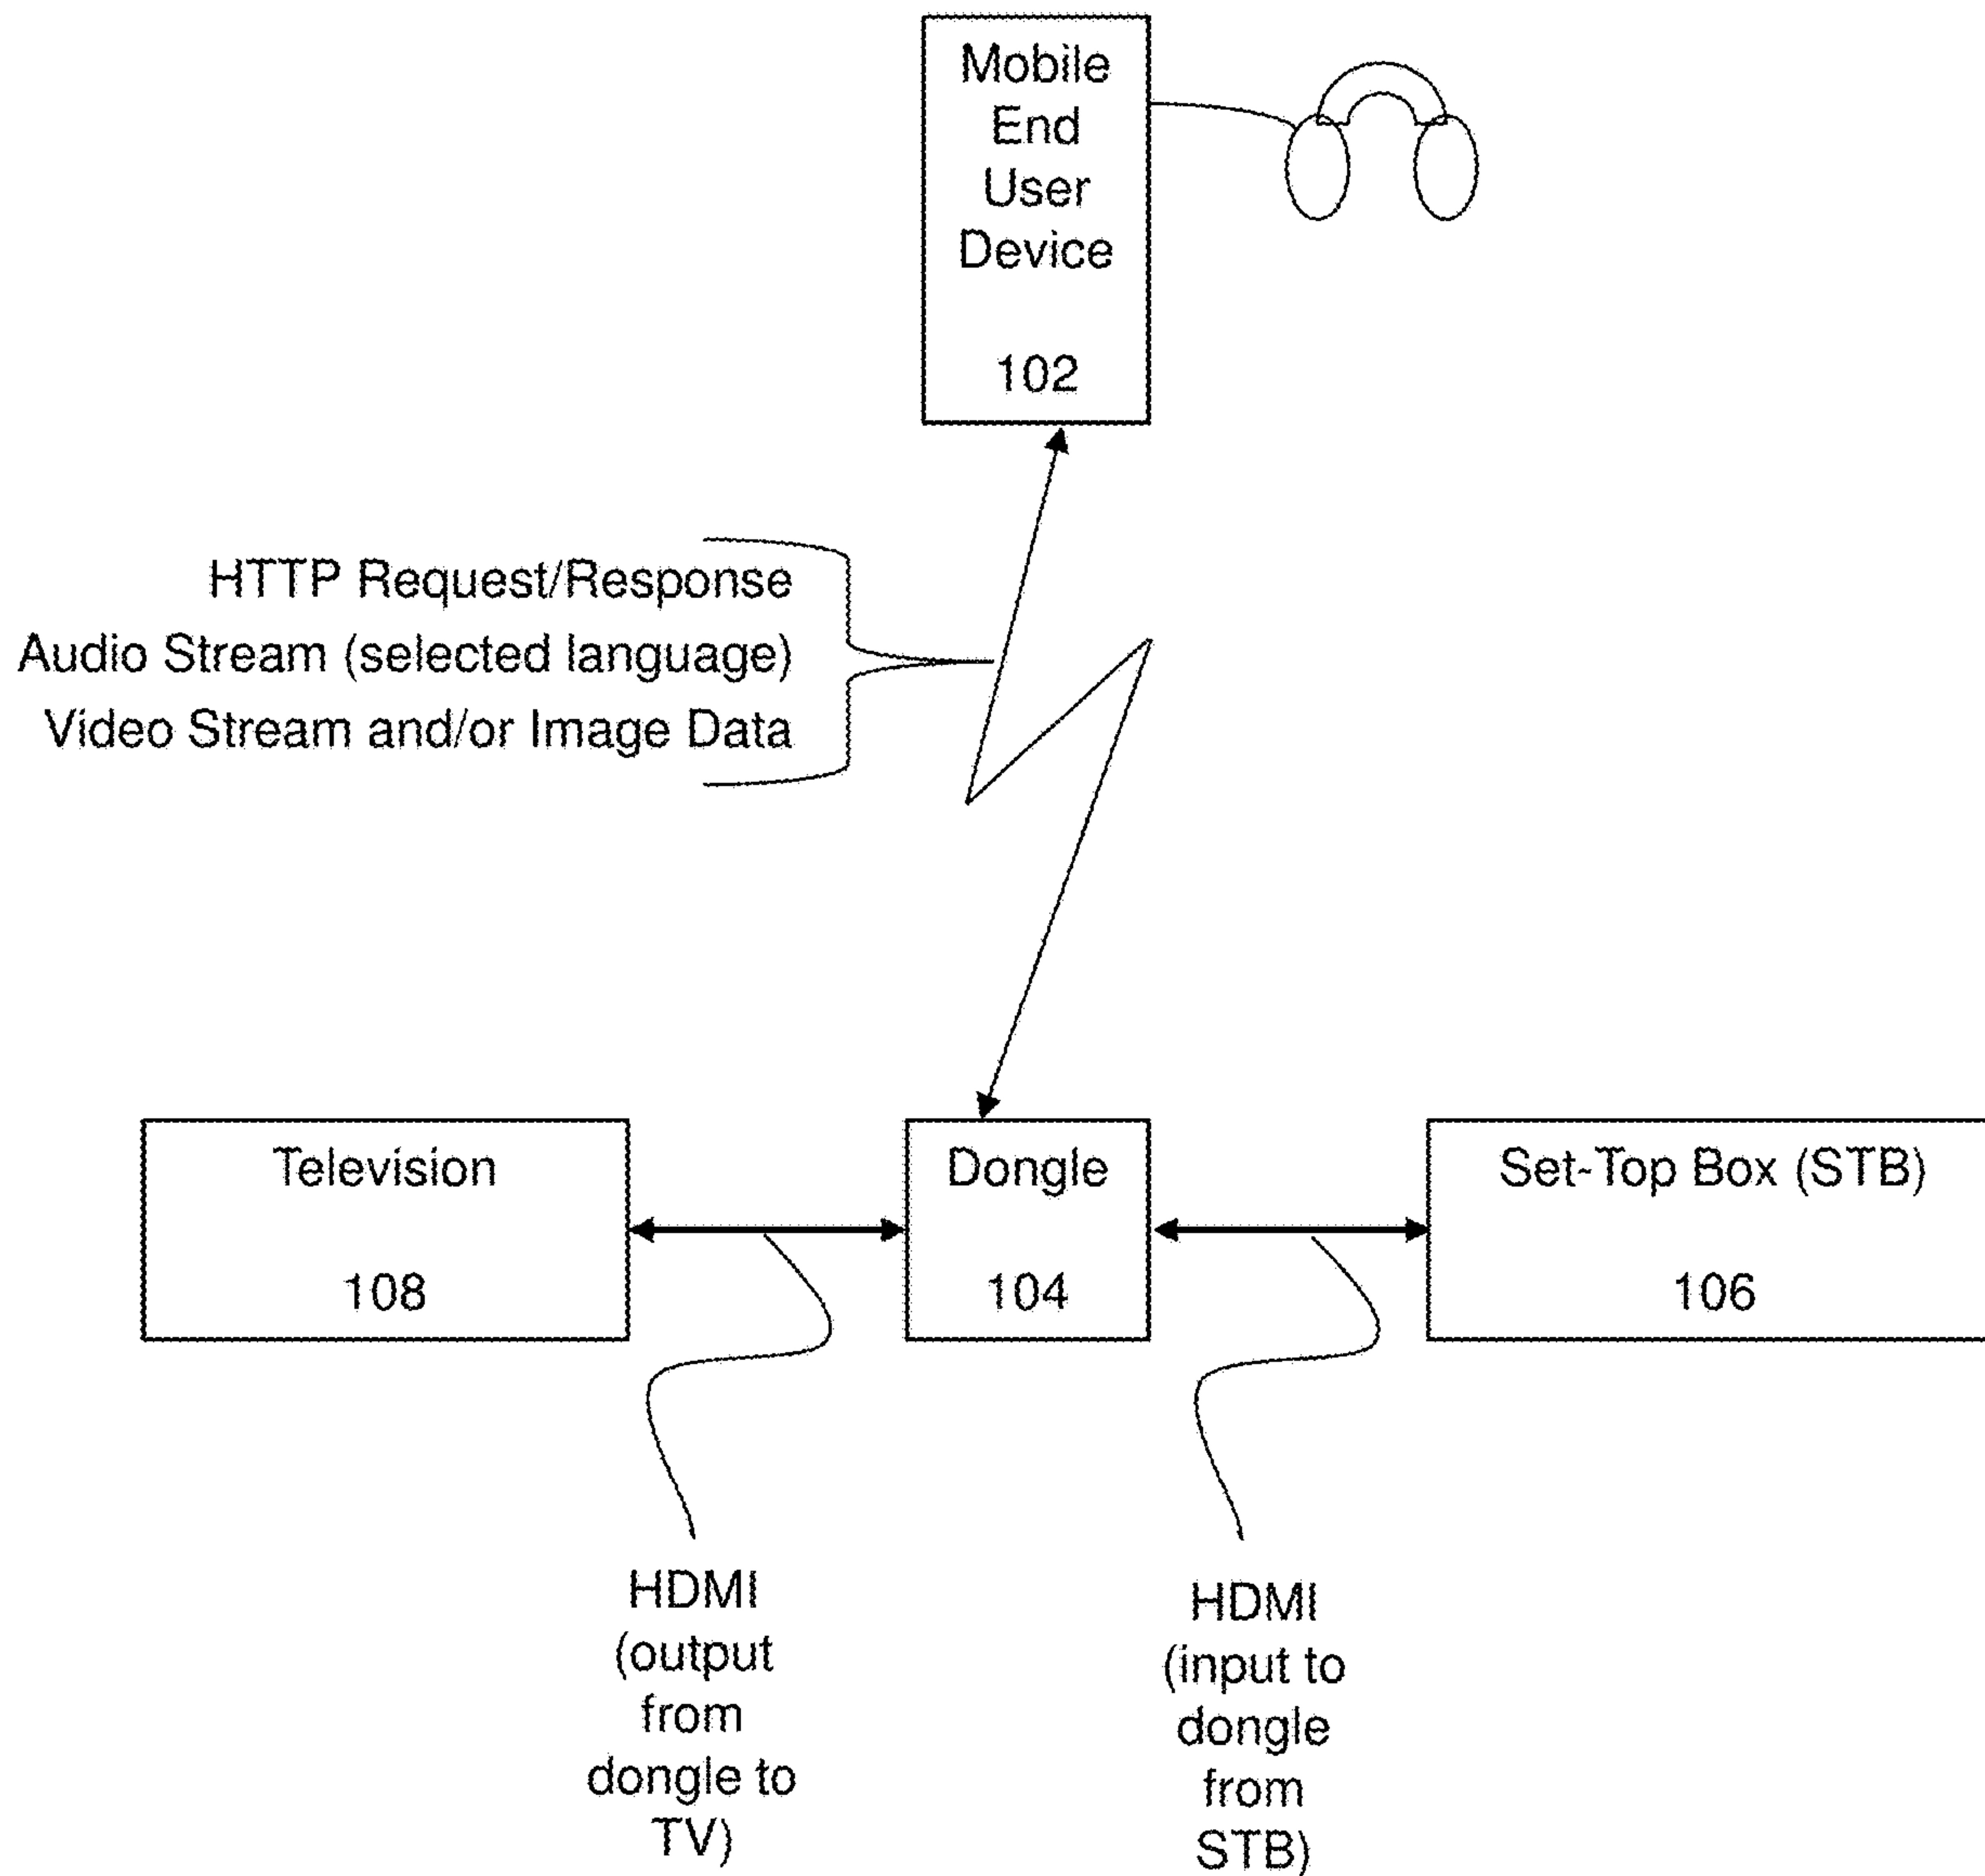 Mobile
End
User
Device
102
HTTP Request/Response
Audio Stream (selected language)
Video Stream and/or Image Data
Television
108
Dongle
104
Set-Top Box (STB)
106
HDMI
(output
from
dongle to
TV)
HDMI
(input to
dongle
from
STB)